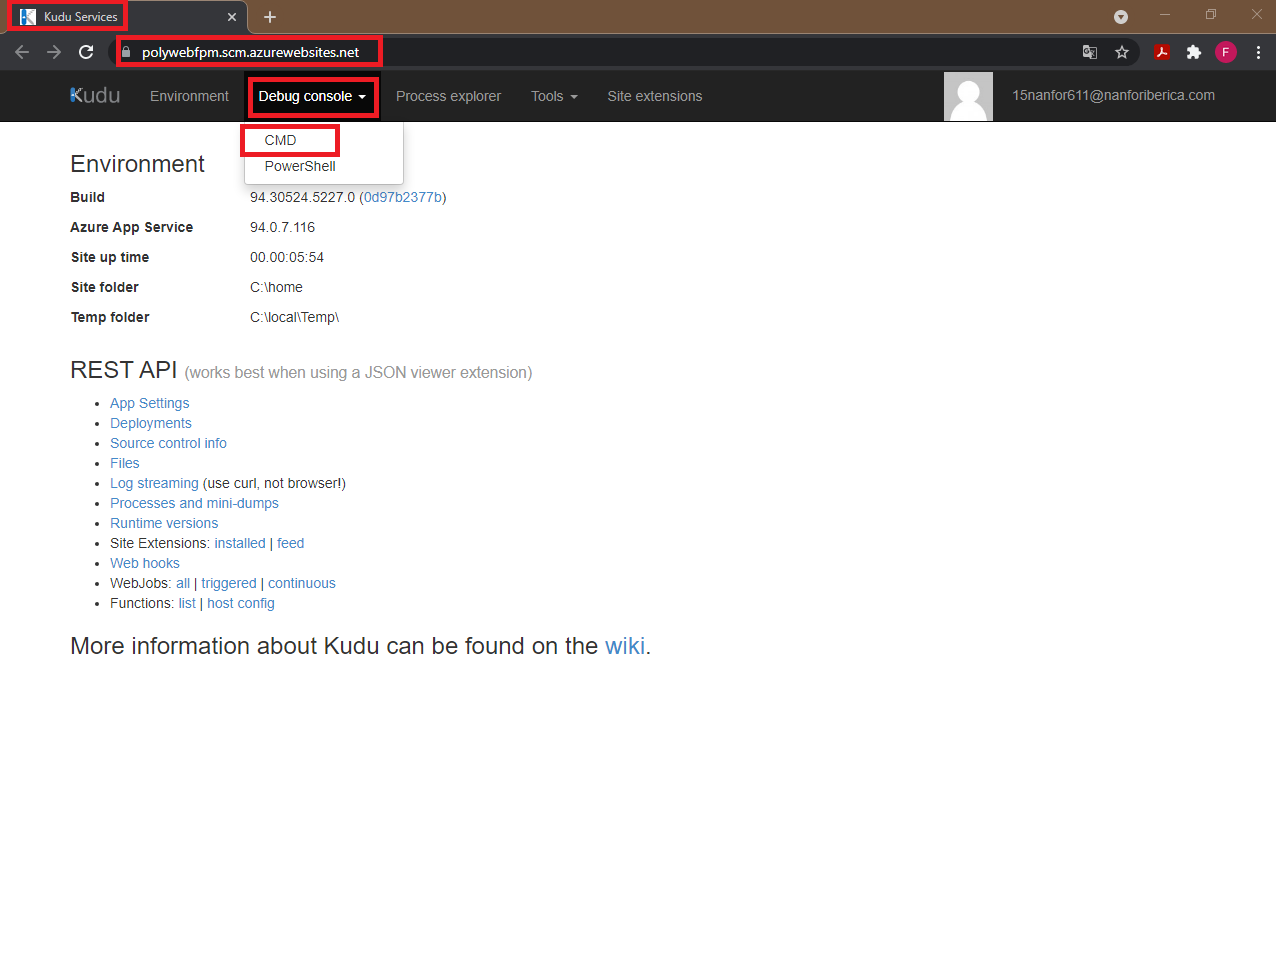 Kudu Services
polywebfpm.scm.azurewebsites.net
F
Kudu Environment Debug console Process explorer Tools Site extensions 15nanfor611@nanforiberica.com
CMD
PowerShell
Environment
Build 94.30524.5227.0 (0d97b2377b)
Azure App Service 94.0.7.116
Site up time 00.00:05:54
Site folder C:\home
Temp folder C:\local\Temp\
REST API (works best when using a JSON viewer extension)
• App Settings
• Deployments
• Source control info
• Files
• Log streaming (use curl, not browser!)
• Processes and mini-dumps
• Runtime versions
• Site Extensions: installed | feed
• Web hooks
• WebJobs: all | triggered | continuous
• Functions: list | host config
More information about Kudu can be found on the wiki.